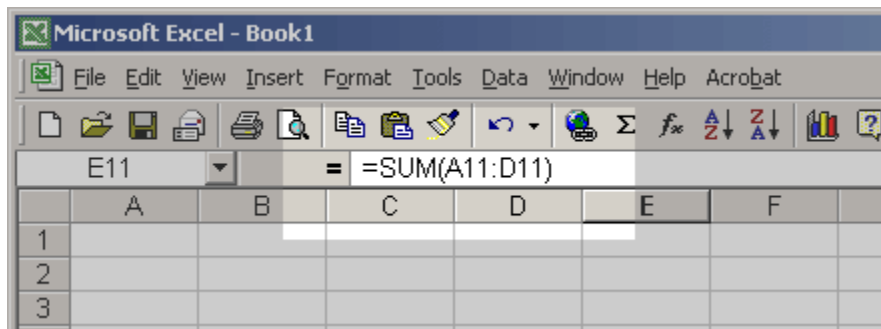 Microsoft Excel - Book1
File Edit View Insert Format Tools Data Window Help Acrobat
Σ fx A Z Z A ?
E11 = =SUM(A11:D11)
A B C D E F
1
2
3